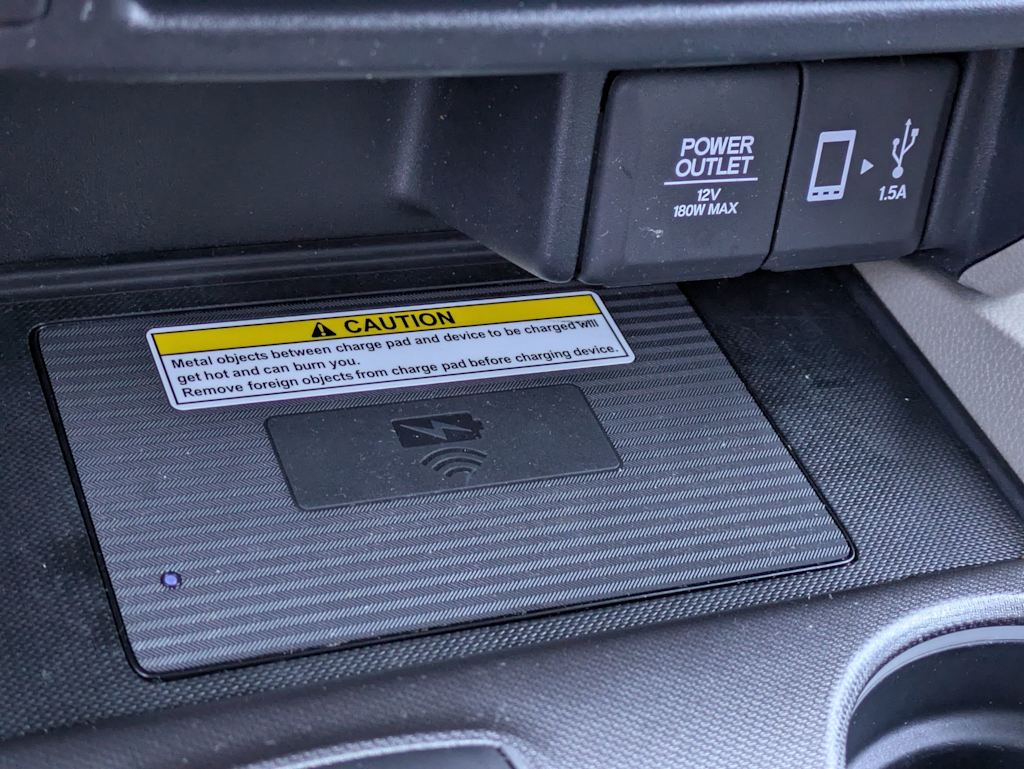 POWER
OUTLET
12V
180W MAX
1.5A
CAUTION
Metal objects between charge pad and device to be charged will
get hot and can burn you.
Remove foreign objects from charge pad before charging device.